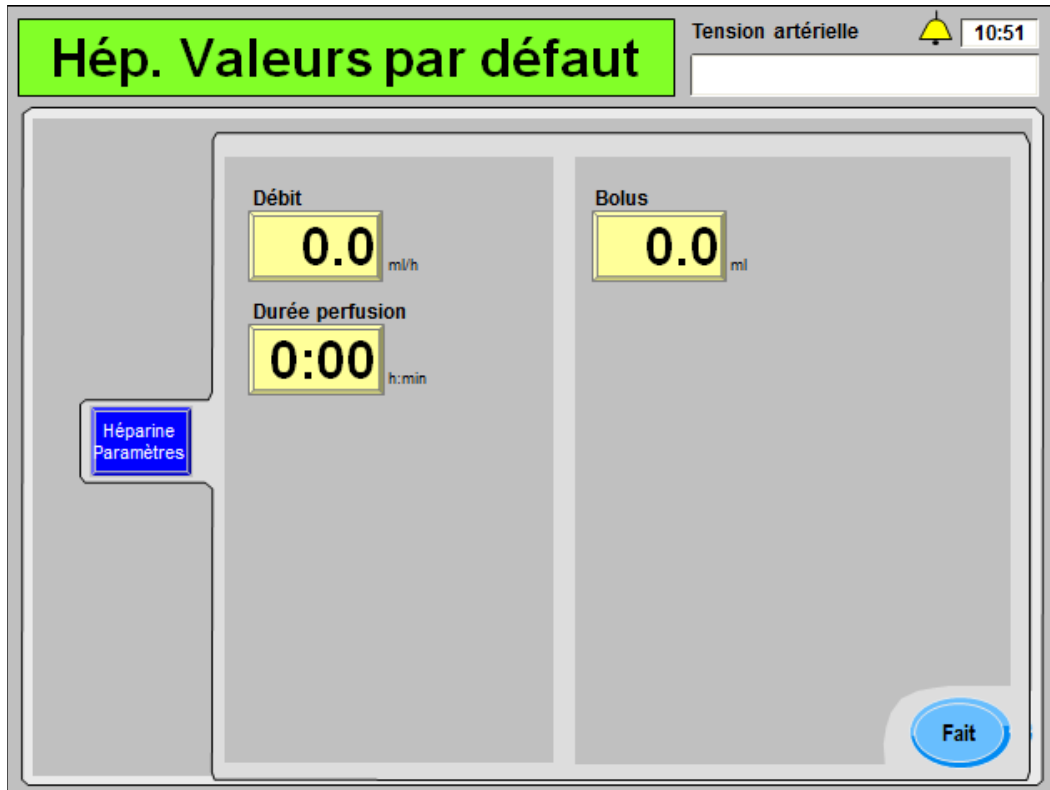 Hép. Valeurs par défaut
Tension artérielle
10:51
Débit
0.0 ml/h
Durée perfusion
0:00 h:min
Bolus
0.0 ml
Héparine
Paramètres
Fait